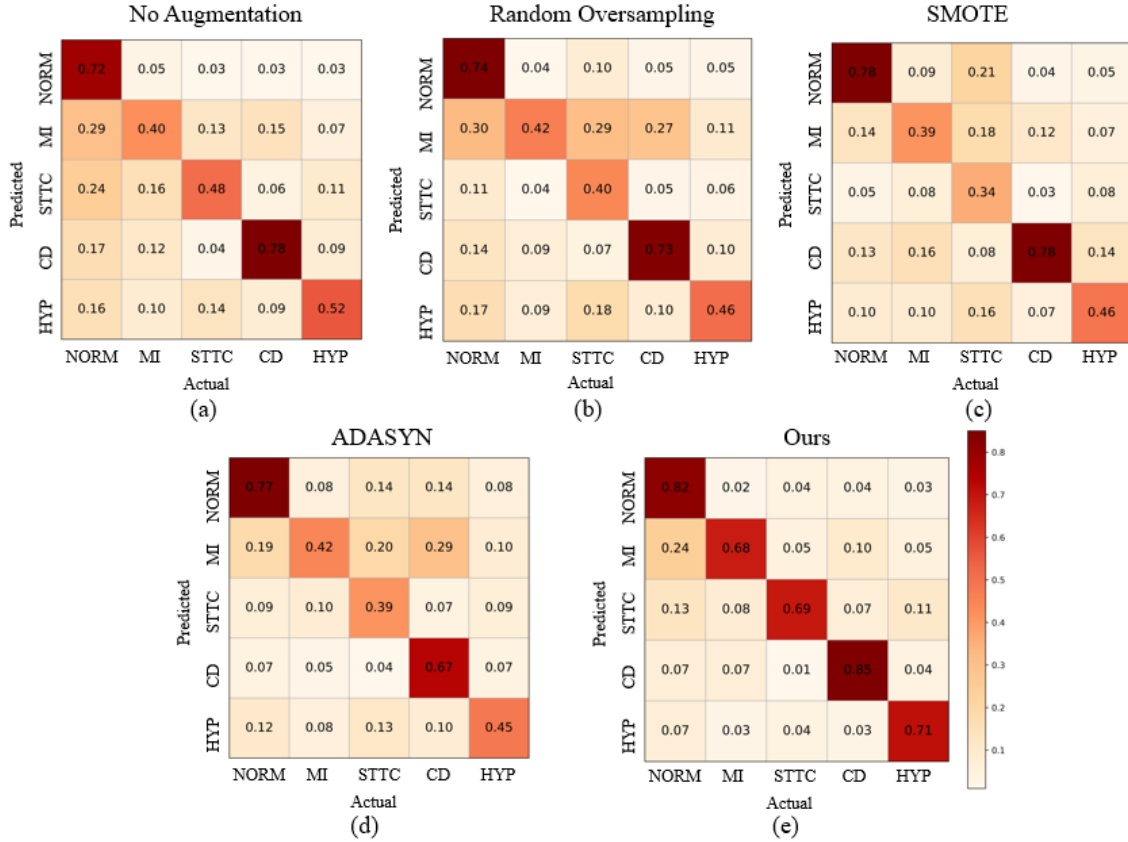 No Augmentation
Random Oversampling
SMOTE
NORM 0.72 0.05 0.03 0.03 0.03
MI 0.29 0.40 0.13 0.15 0.07
STTC 0.24 0.16 0.48 0.06 0.11
CD 0.17 0.12 0.04 0.78 0.09
HYP 0.16 0.10 0.14 0.09 0.52
Predicted
NORM MI STTC CD HYP
Actual
(a)
NORM 0.74 0.04 0.10 0.05 0.05
MI 0.30 0.42 0.29 0.27 0.11
STTC 0.11 0.04 0.40 0.05 0.06
CD 0.14 0.09 0.07 0.73 0.10
HYP 0.17 0.09 0.18 0.10 0.46
Predicted
NORM MI STTC CD HYP
Actual
(b)
NORM 0.78 0.09 0.21 0.04 0.05
MI 0.14 0.39 0.18 0.12 0.07
STTC 0.05 0.08 0.34 0.03 0.08
CD 0.13 0.16 0.08 0.78 0.14
HYP 0.10 0.10 0.16 0.07 0.46
Predicted
NORM MI STTC CD HYP
Actual
(c)
ADASYN
NORM 0.77 0.08 0.14 0.14 0.08
MI 0.19 0.42 0.20 0.29 0.10
STTC 0.09 0.10 0.39 0.07 0.09
CD 0.07 0.05 0.04 0.67 0.07
HYP 0.12 0.08 0.13 0.10 0.45
Predicted
NORM MI STTC CD HYP
Actual
(d)
Ours
NORM 0.82 0.02 0.04 0.04 0.03
MI 0.24 0.68 0.05 0.10 0.05
STTC 0.13 0.08 0.69 0.07 0.11
CD 0.07 0.07 0.01 0.85 0.04
HYP 0.07 0.03 0.04 0.03 0.71
Predicted
NORM MI STTC CD HYP
Actual
(e)
0.8
0.7
0.6
0.5
0.4
0.3
0.2
0.1